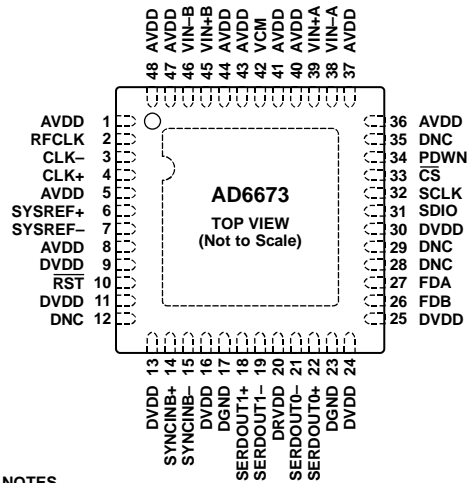 48 AVDD
47 AVDD
46 VIN–B
45 VIN+B
44 AVDD
43 AVDD
42 VCM
41 AVDD
40 AVDD
39 VIN+A
38 VIN–A
37 AVDD
AVDD 1
RFCLK 2
CLK– 3
CLK+ 4
AVDD 5
SYSREF+ 6
SYSREF– 7
AVDD 8
DVDD 9
RST 10
DVDD 11
DNC 12
AD6673
TOP VIEW
(Not to Scale)
36 AVDD
35 DNC
34 PDWN
33 CS
32 SCLK
31 SDIO
30 DVDD
29 DNC
28 DNC
27 FDA
26 FDB
25 DVDD
DVDD 13
SYNCINB+ 14
SYNCINB– 15
DVDD 16
DGND 17
SERDOUT1+ 18
SERDOUT1– 19
DRVDD 20
SERDOUT0– 21
SERDOUT0+ 22
DGND 23
DVDD 24
NOTES